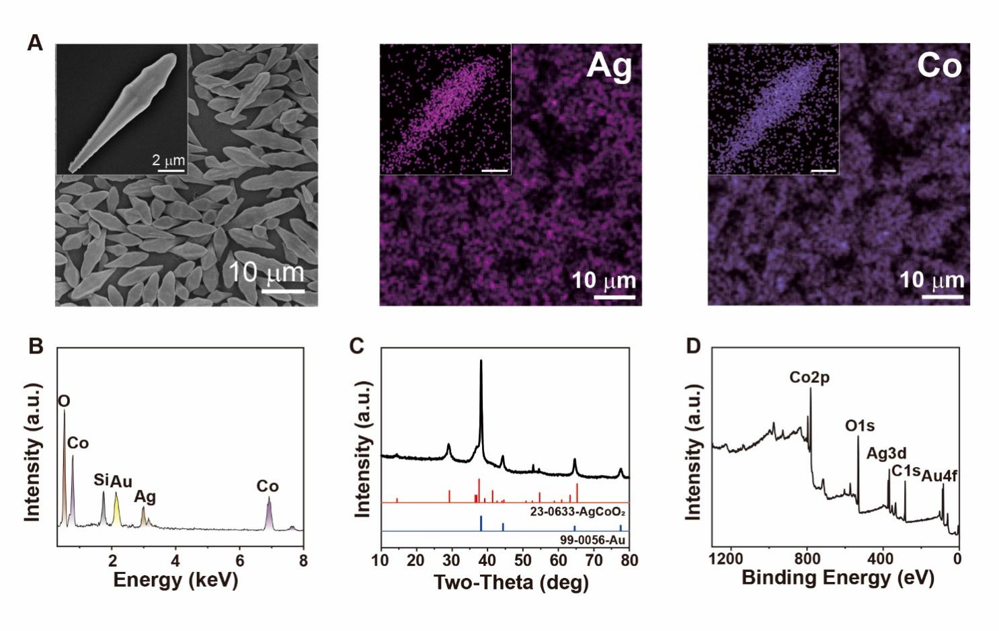 A
2 μm
10 μm
Ag
10 μm
Co
10 μm
B
Intensity (a.u.)
O
Co
Si Au
Ag
Co
2 4 6 8
Energy (keV)
C
Intensity (a.u.)
23-0633-AgCoO₂
99-0056-Au
10 20 30 40 50 60 70 80
Two-Theta (deg)
D
Intensity (a.u.)
Co2p
O1s
Ag3d
C1s
Au4f
1200 800 400 0
Binding Energy (eV)